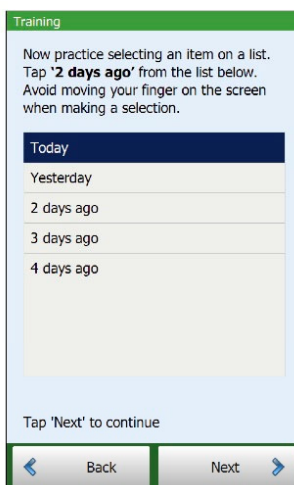 Training
Now practice selecting an item on a list.
Tap ‘2 days ago’ from the list below.
Avoid moving your finger on the screen
when making a selection.
Today
Yesterday
2 days ago
3 days ago
4 days ago
Tap 'Next' to continue
Back
Next